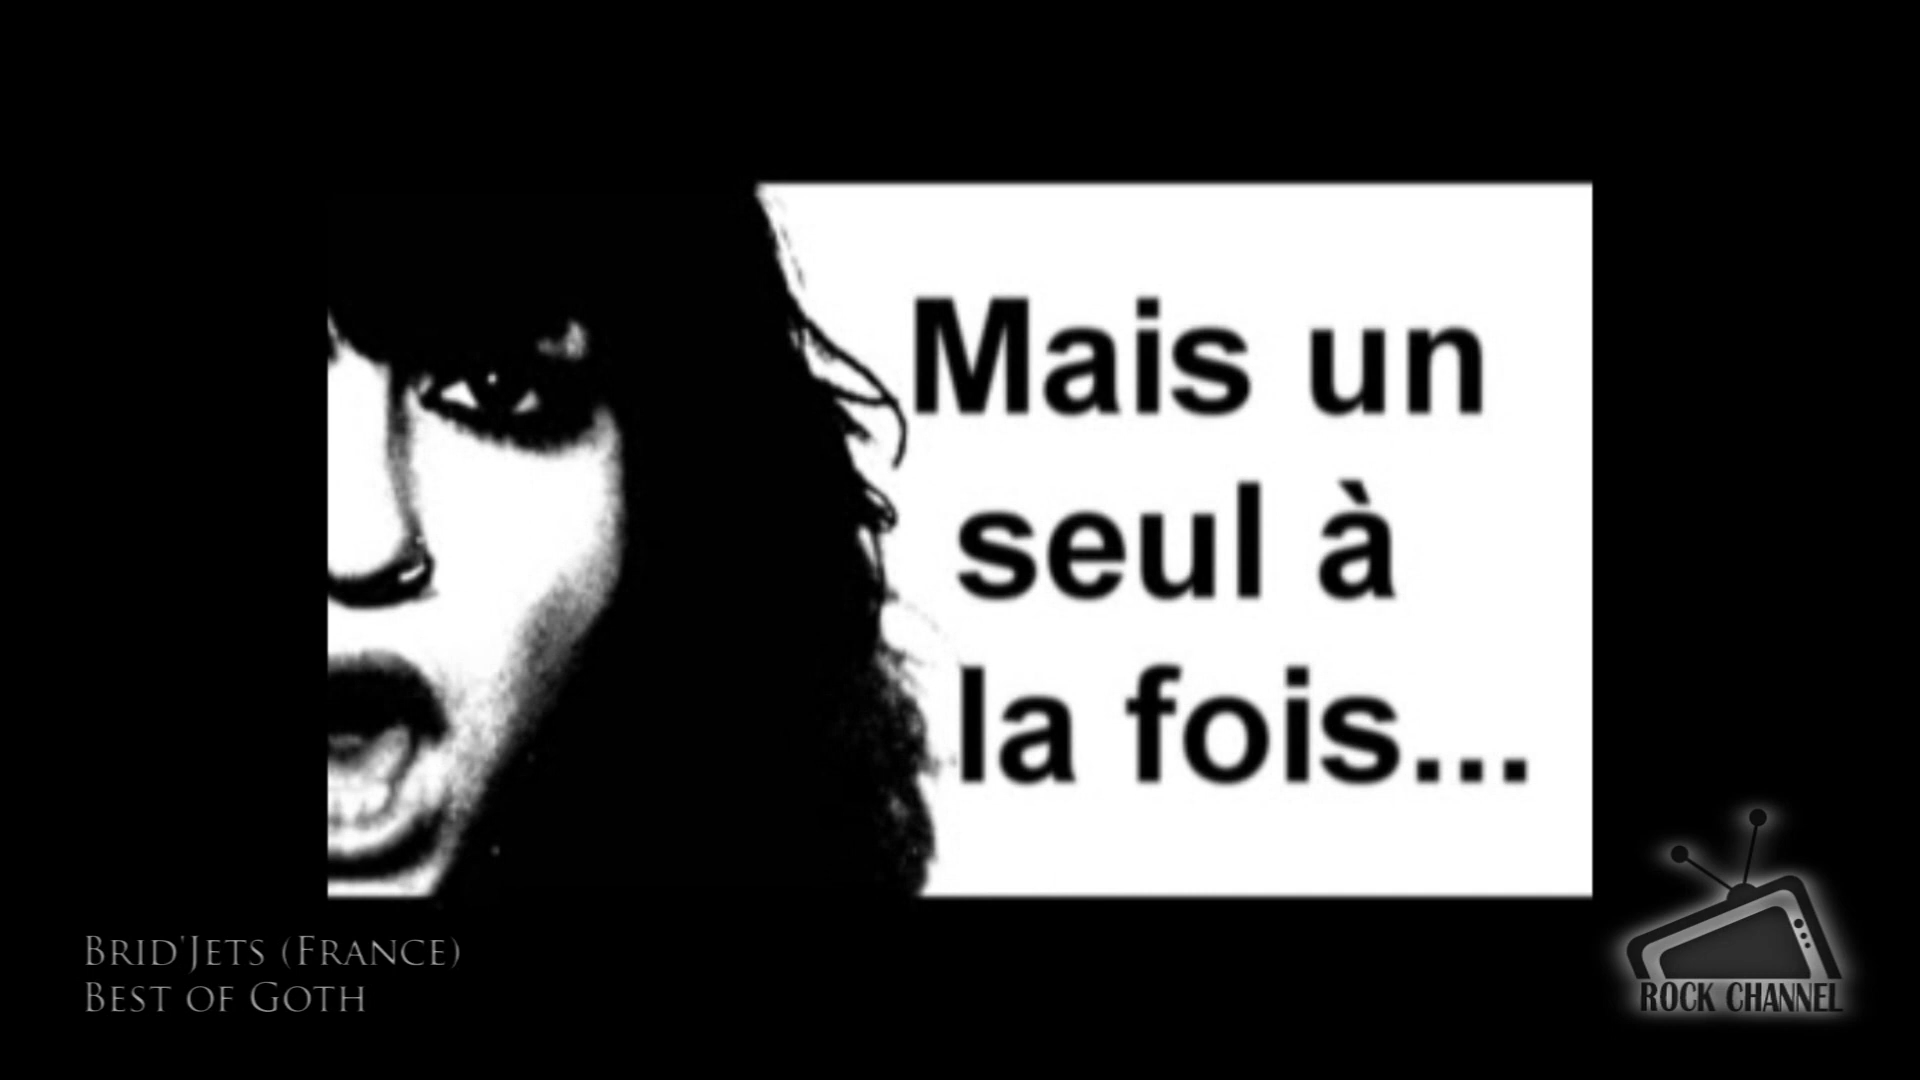 Mais un
seul à
la fois...
Brid'Jets (France)
Best of Goth
ROCK CHANNEL